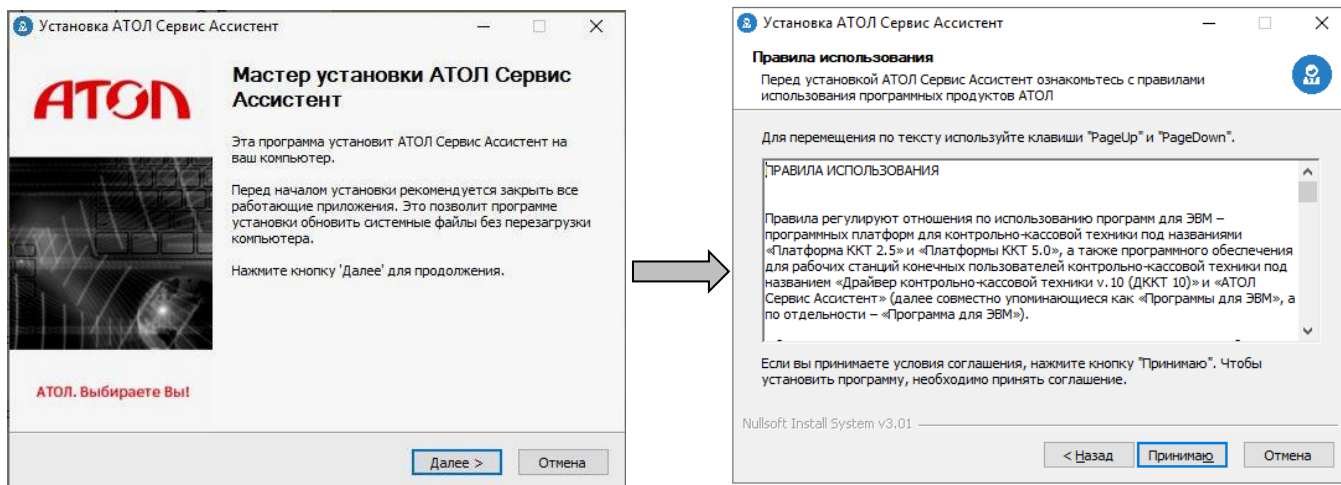 Установка АТОЛ Сервис Ассистент
АТОЛ
Мастер установки АТОЛ Сервис
Ассистент
Эта программа установит АТОЛ Сервис Ассистент на
ваш компьютер.
Перед началом установки рекомендуется закрыть все
работающие приложения. Это позволит программе
установки обновить системные файлы без перезагрузки
компьютера.
Нажмите кнопку 'Далее' для продолжения.
АТОЛ. Выбираете Вы!
Далее >
Отмена
Установка АТОЛ Сервис Ассистент
Правила использования
Перед установкой АТОЛ Сервис Ассистент ознакомьтесь с правилами
использования программных продуктов АТОЛ
Для перемещения по тексту используйте клавиши "PageUp" и "PageDown".
ПРАВИЛА ИСПОЛЬЗОВАНИЯ
Правила регулируют отношения по использованию программ для ЭВМ –
программных платформ для контрольно-кассовой техники под названиями
«Платформа ККТ 2.5» и «Платформы ККТ 5.0», а также программного обеспечения
для рабочих станций конечных пользователей контрольно-кассовой техники под
названием «Драйвер контрольно-кассовой техники v.10 (ДККТ 10)» и «АТОЛ
Сервис Ассистент» (далее совместно упоминающиеся как «Программы для ЭВМ», а
по отдельности – «Программа для ЭВМ»).
Если вы принимаете условия соглашения, нажмите кнопку "Принимаю". Чтобы
установить программу, необходимо принять соглашение.
Nullsoft Install System v3.01
< Назад
Принимаю
Отмена